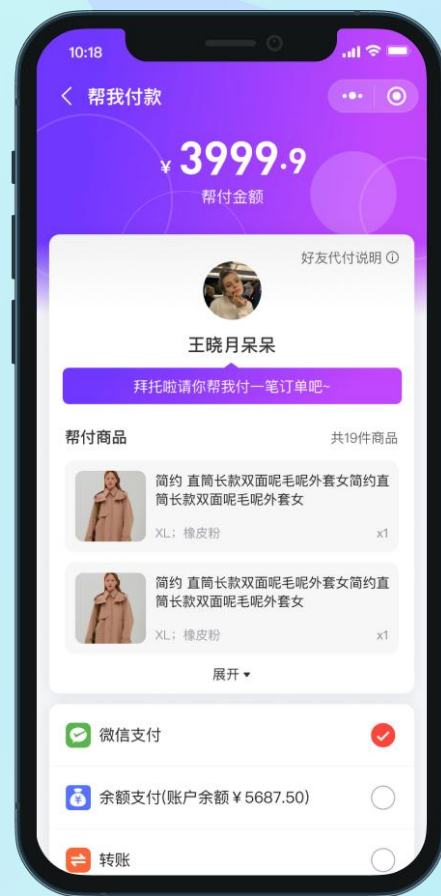 10:18
帮我付款
¥ 3999.9
帮付金额
好友代付说明
王晓月呆呆
拜托啦请你帮我付一笔订单吧~
帮付商品
共19件商品
简约 直筒长款双面呢毛呢外套女简约直
筒长款双面呢毛呢外套女
XL；橡皮粉
x1
简约 直筒长款双面呢毛呢外套女简约直
筒长款双面呢毛呢外套女
XL；橡皮粉
x1
展开
微信支付
余额支付(账户余额¥5687.50)
转账